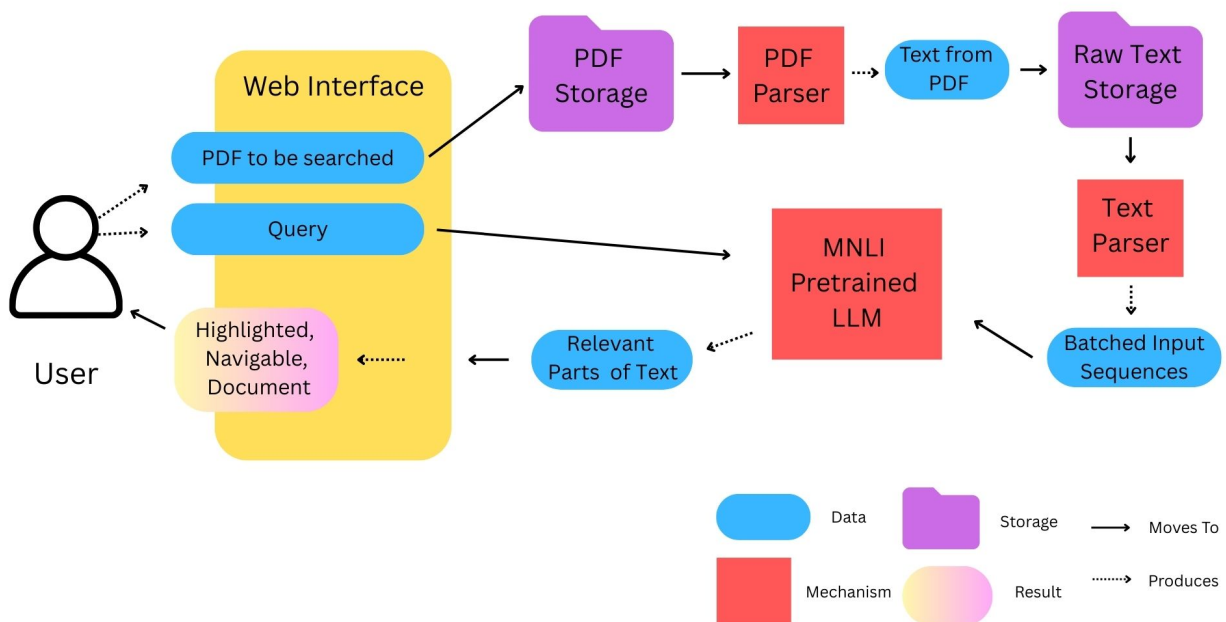 Web Interface
PDF to be searched
Query
Highlighted,
Navigable,
Document
User
PDF
Storage
PDF
Parser
Text from
PDF
Raw Text
Storage
Text
Parser
Batched Input
Sequences
MNLI
Pretrained
LLM
Relevant
Parts of Text
Data
Storage
Moves To
Mechanism
Result
Produces